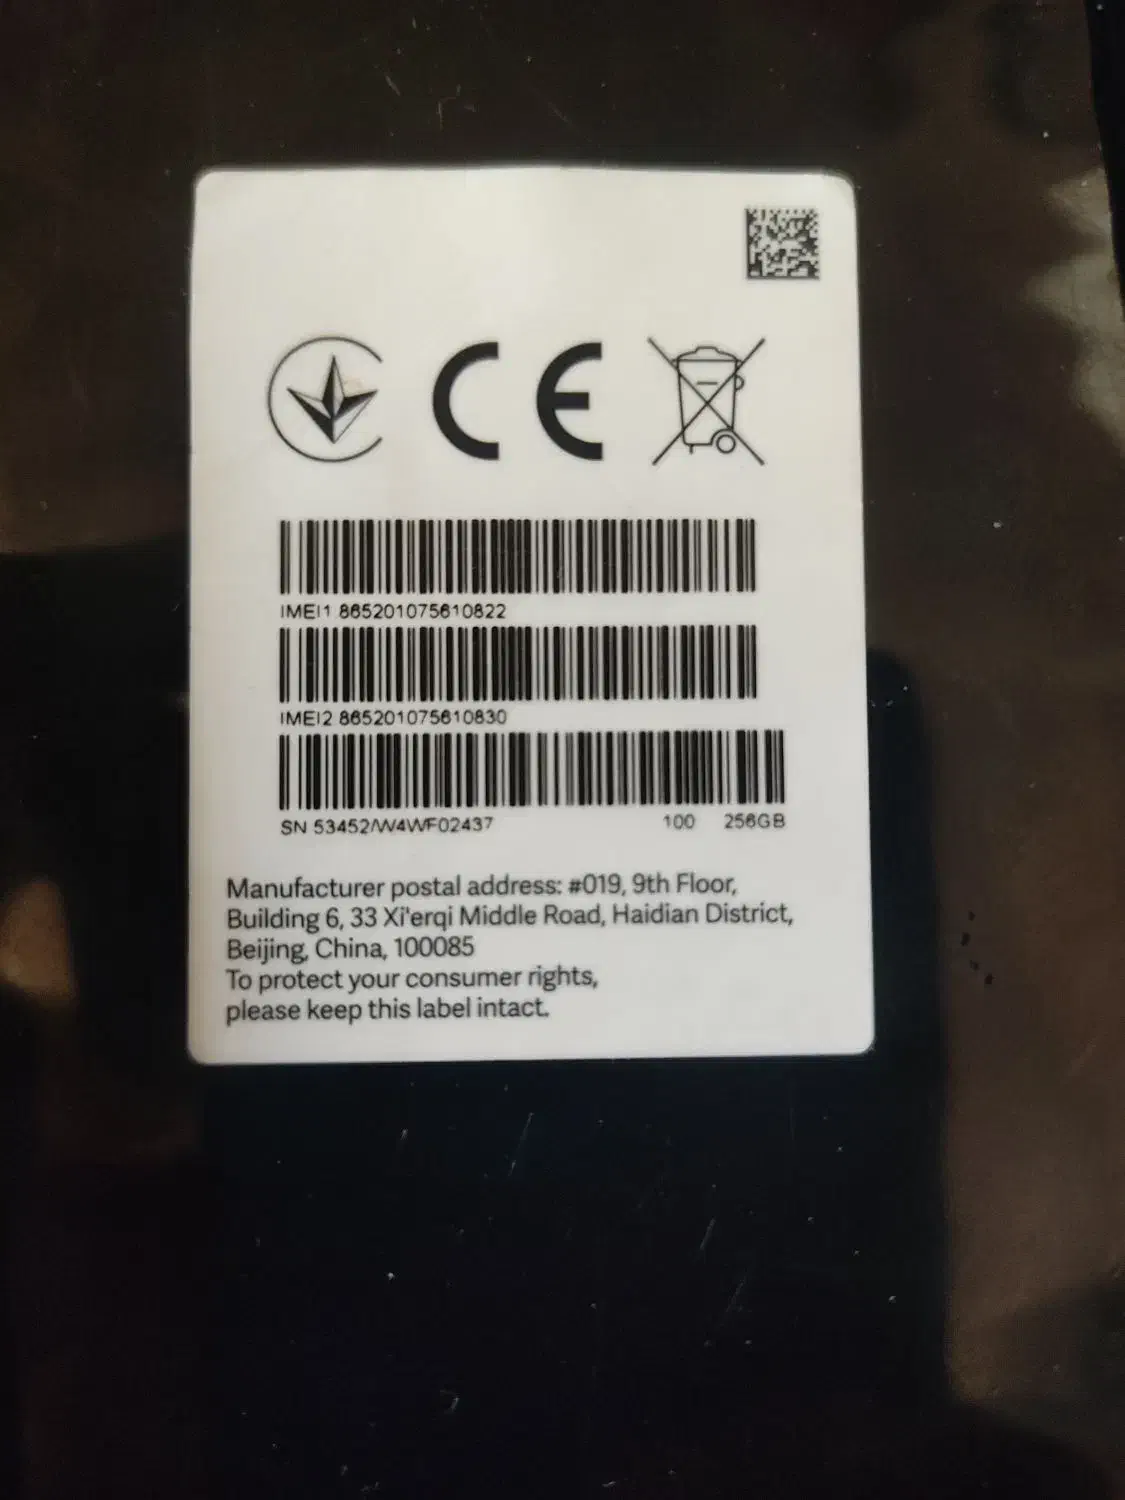 CE
IMEI1 865201075610822
IMEI2 865201075610830
SN 53452/W4WF02437 100 256GB
Manufacturer postal address: #019, 9th Floor,
Building 6, 33 Xi'erqi Middle Road, Haidian District,
Beijing, China, 100085
To protect your consumer rights,
please keep this label intact.